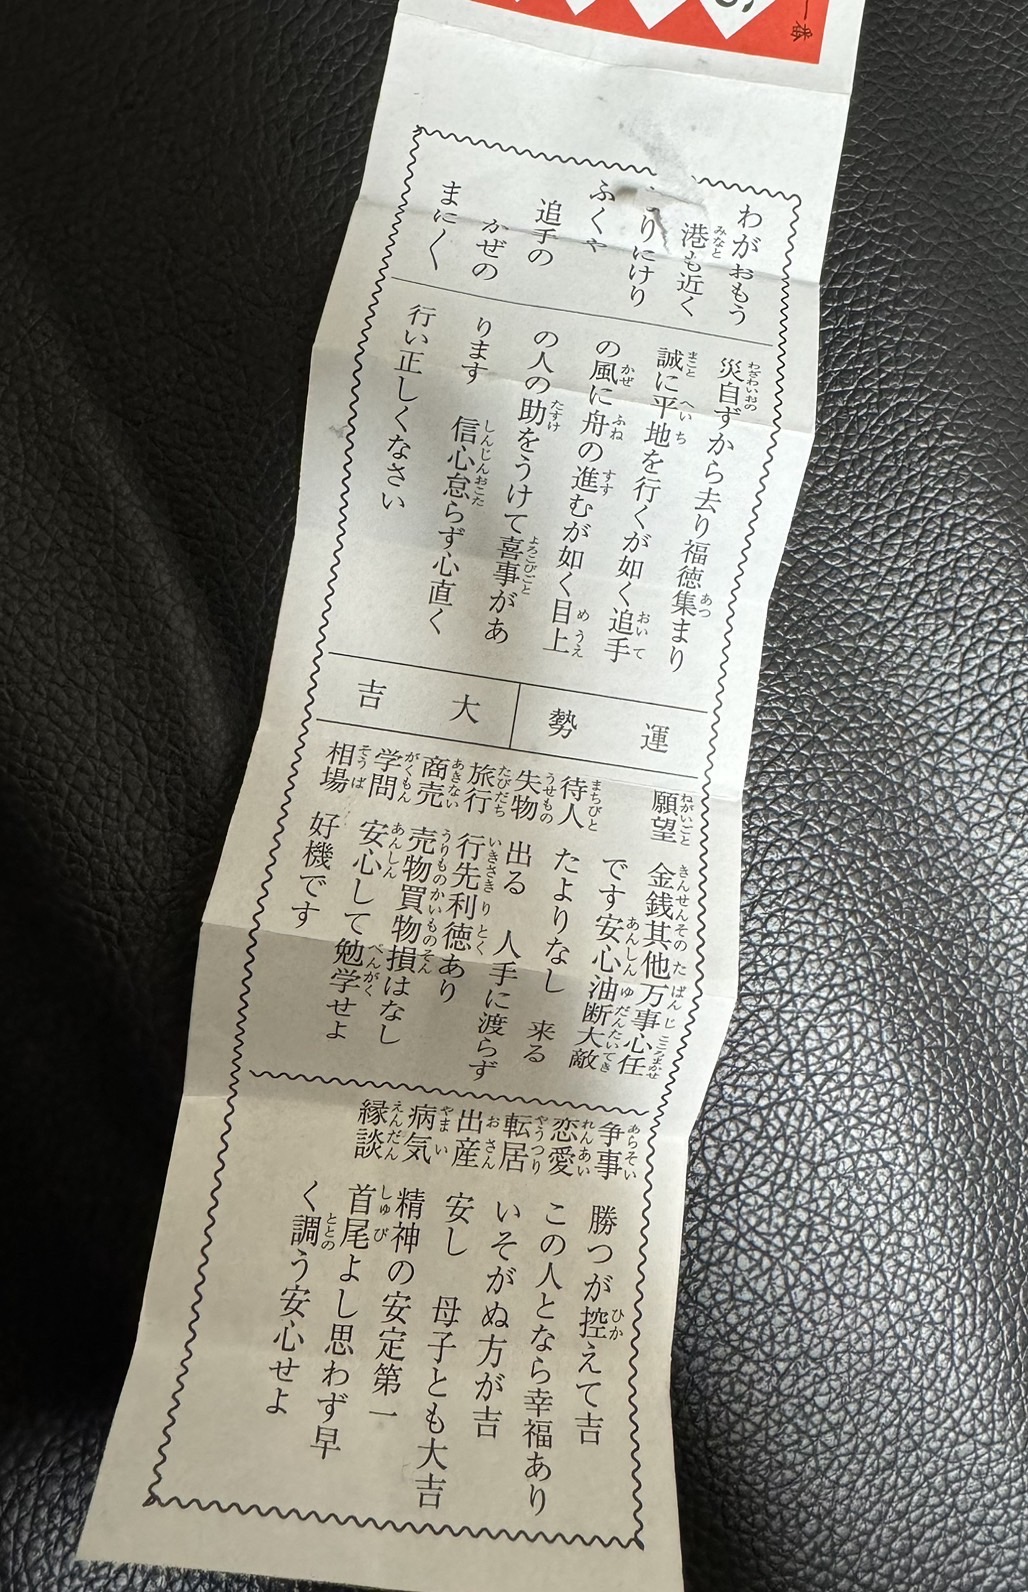 一番
わがおもう
港も近く
りにけり
ふくや
追手の
かぜの
まに〱
災自ずから去り福徳集まり
誠に平地を行くが如く追手
の風に舟の進むが如く目上
の人の助をうけて喜事があ
ります 信心怠らず心直く
行い正しくなさい
運勢
大吉
願望 金銭其他万事心任
です安心油断大敵
待人 たよりなし 来る
失物 出る 人手に渡らず
旅行 行先利徳あり
商売 売物買物損はなし
学問 安心して勉学せよ
相場 好機です
争事 勝つが控えて吉
恋愛 この人となら幸福あり
転居 いそがぬ方が吉
出産 安し 母子とも大吉
病気 精神の安定第一
縁談 首尾よし思わず早
く調う安心せよ